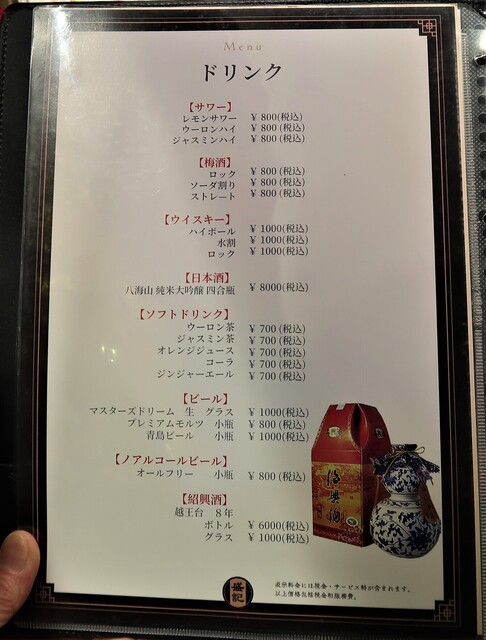 Menu
ドリンク
【サワー】
レモンサワー ¥ 800(税込)
ウーロンハイ ¥ 800 (税込)
ジャスミンハイ ¥ 800 (税込)
【梅酒】
ロック ¥ 800 (税込)
ソーダ割り ¥ 800 (税込)
ストレート ¥ 800 (税込)
【ウイスキー】
ハイボール ¥ 1000(税込)
水割 ¥ 1000(税込)
ロック ¥ 1000(税込)
【日本酒】
八海山 純米大吟醸 四合瓶 ¥ 8000(税込)
【ソフトドリンク】
ウーロン茶 ¥ 700 (税込)
ジャスミン茶 ¥ 700 (税込)
オレンジジュース ¥ 700 (税込)
コーラ ¥ 700 (税込)
ジンジャーエール ¥ 700 (税込)
【ビール】
マスターズドリーム 生 グラス ¥ 1000(税込)
プレミアムモルツ 小瓶 ¥ 800 (税込)
青島ビール 小瓶 ¥ 1000(税込)
【ノアルコールビール】
オールフリー 小瓶 ¥ 800 (税込)
【紹興酒】
越王台 8年
ボトル ¥ 6000(税込)
グラス ¥ 1000(税込)
紹興酒
盛記
表示料金には税金・サービス料が含まれます。
以上價格包括稅金和服務費。